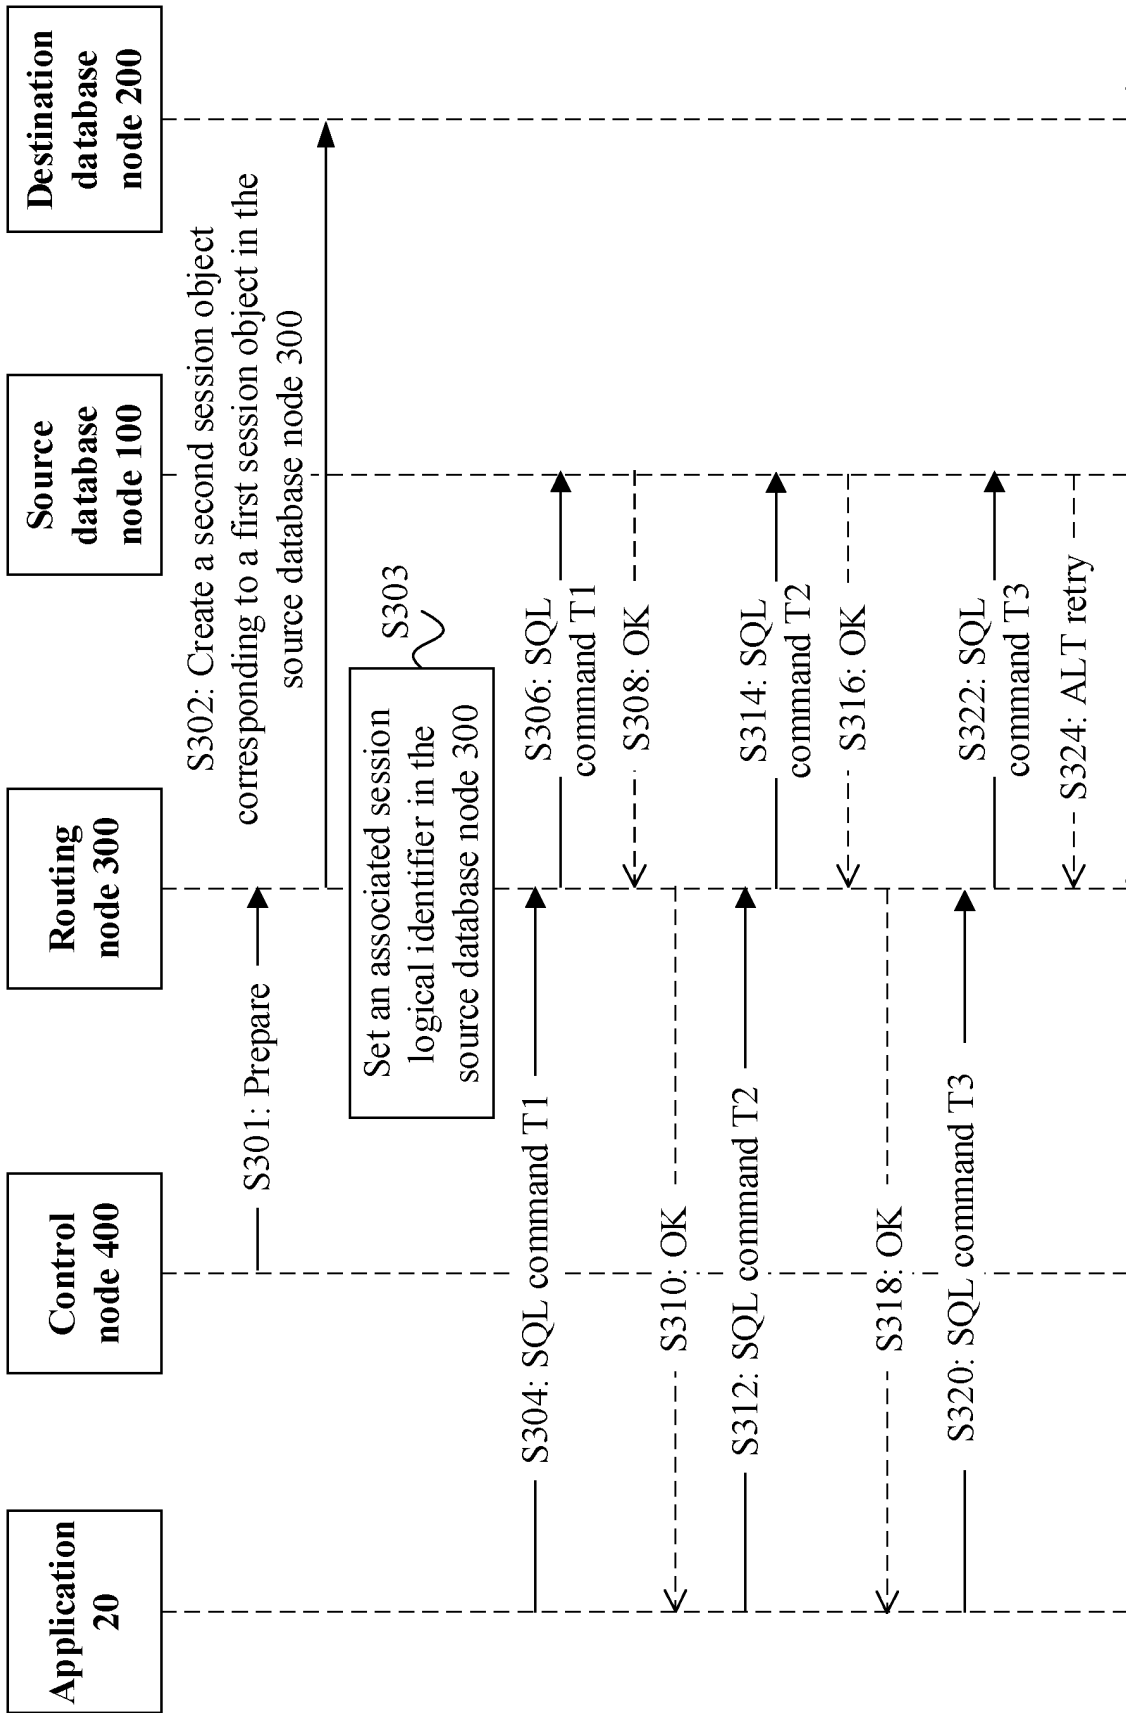 Application
20
Control
node 400
Routing
node 300
Source
database
node 100
Destination
database
node 200
S301: Prepare
S302: Create a second session object
corresponding to a first session object in the
source database node 300
S303
Set an associated session
logical identifier in the
source database node 300
S304: SQL command T1
S306: SQL
command T1
S308: OK
S310: OK
S312: SQL command T2
S314: SQL
command T2
S316: OK
S318: OK
S320: SQL command T3
S322: SQL
command T3
S324: ALT retry